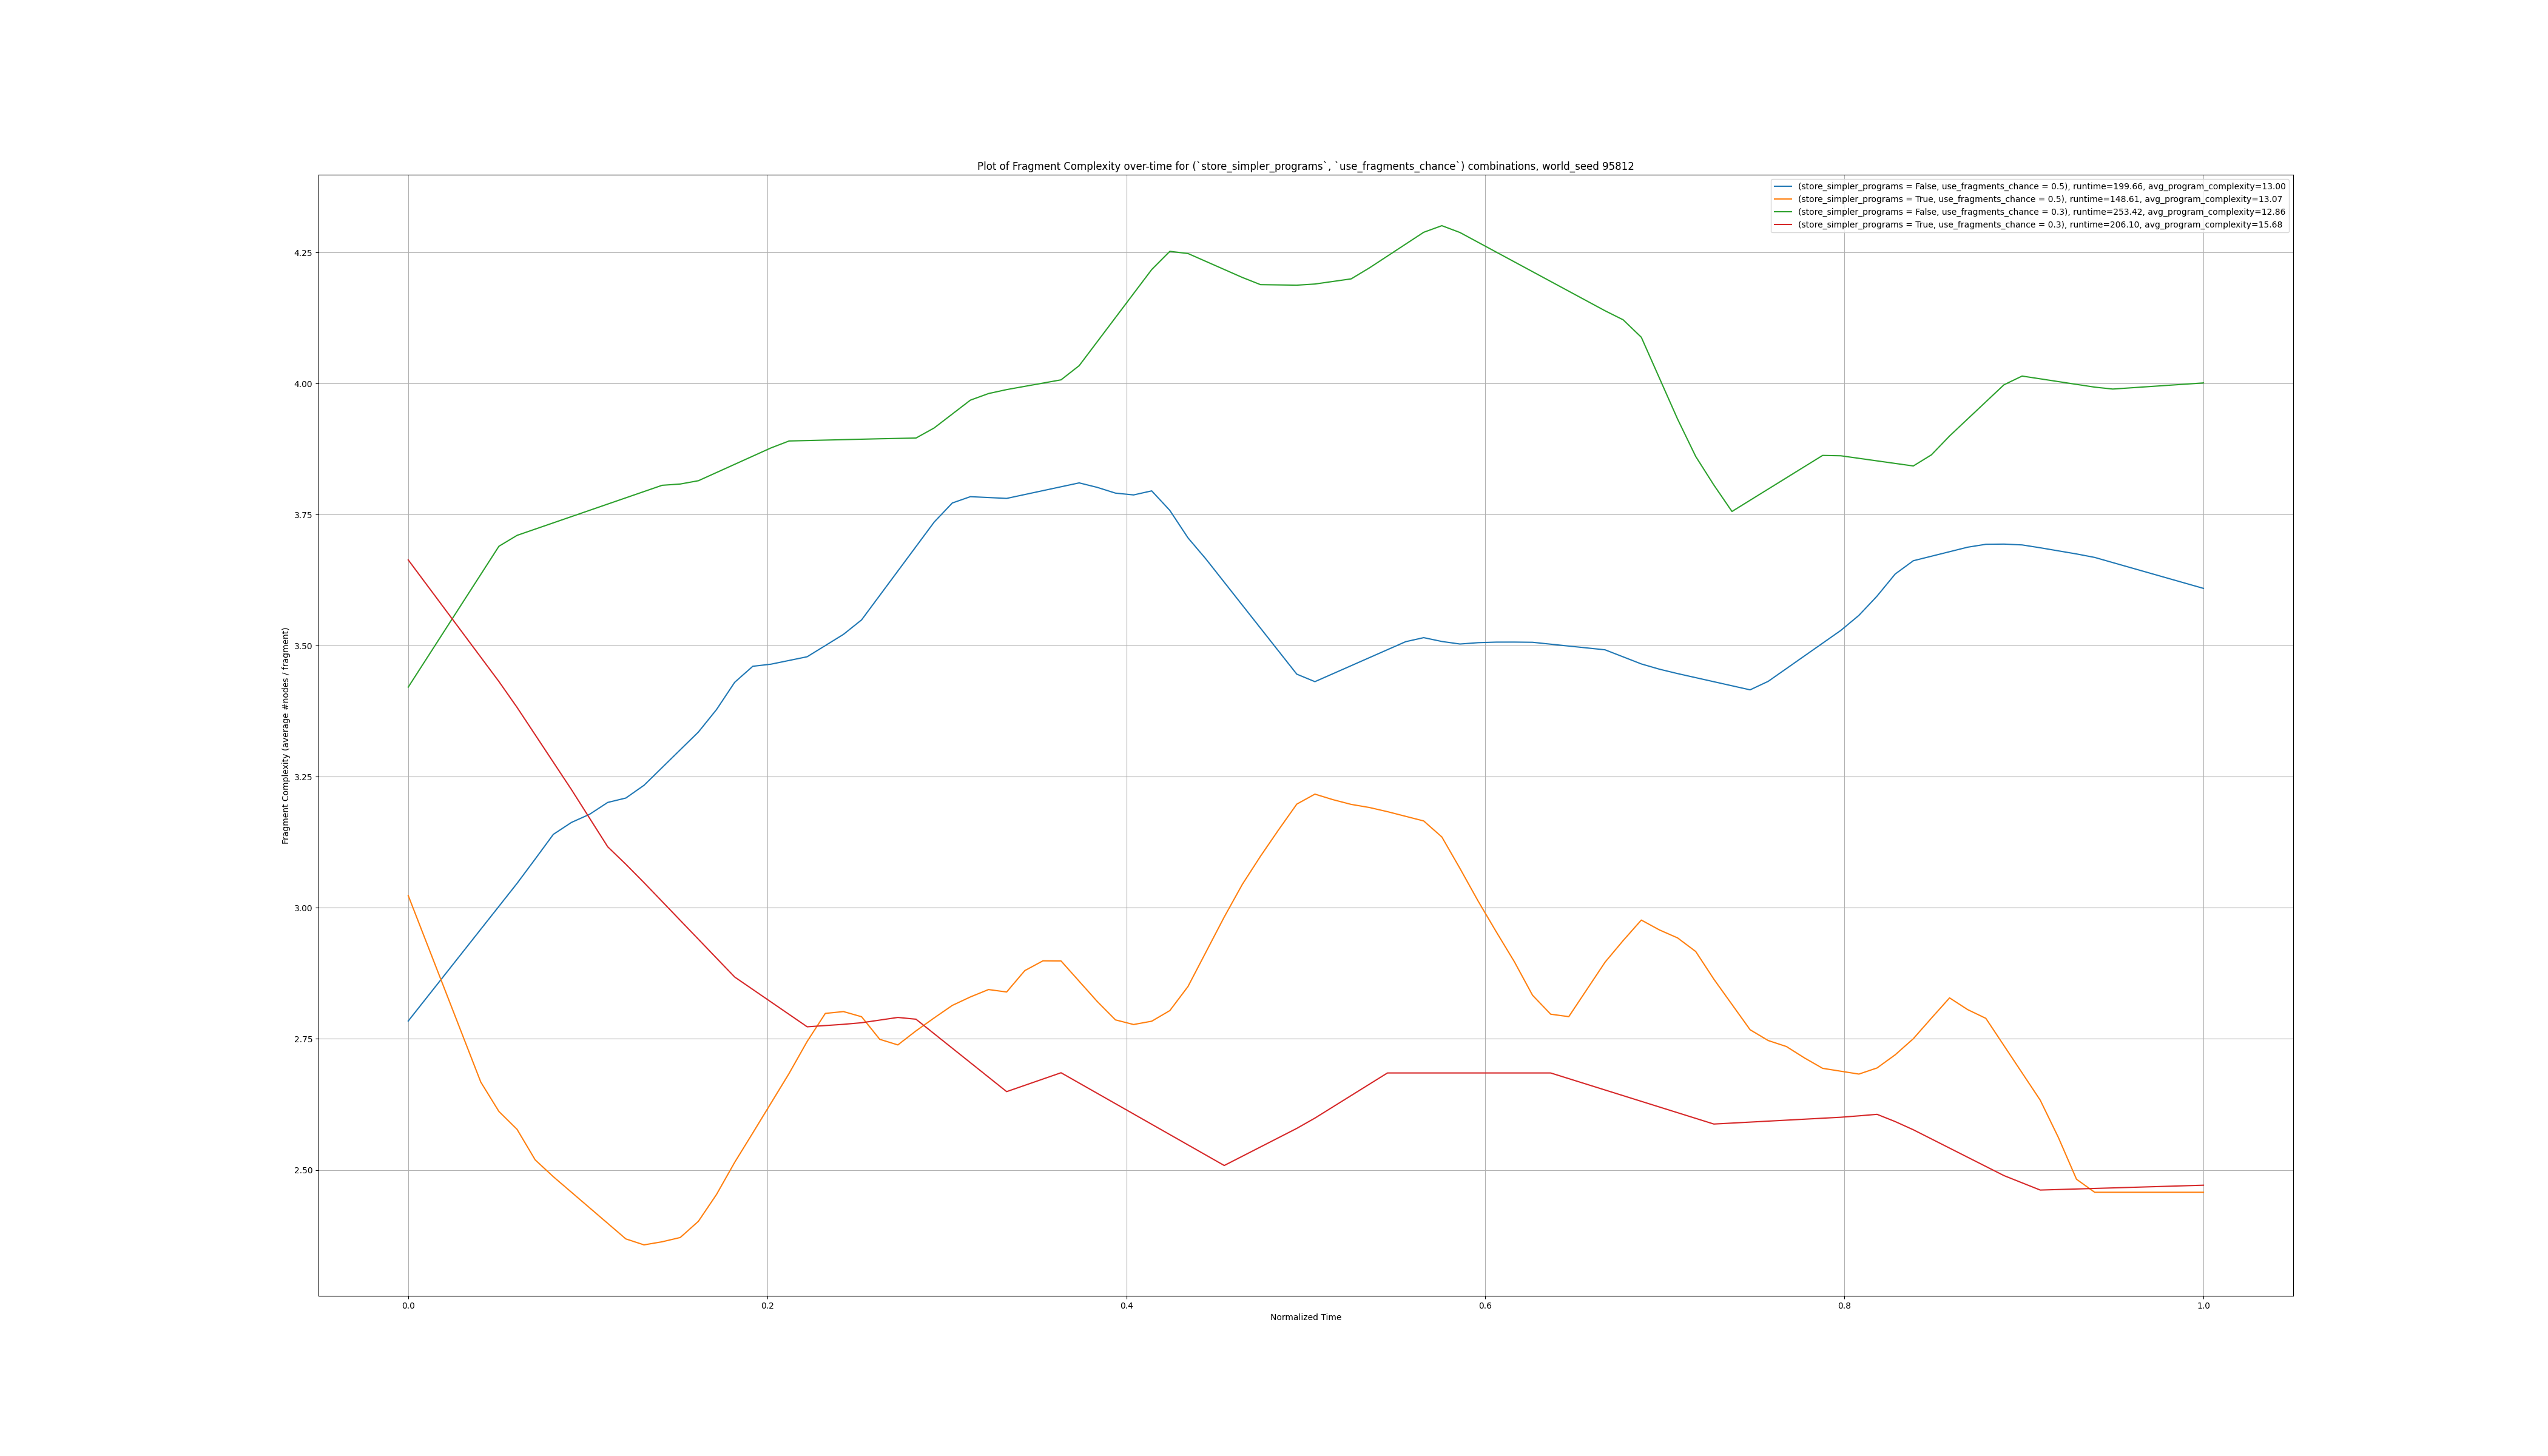 Plot of Fragment Complexity over-time for (`store_simpler_programs`, `use_fragments_chance`) combinations, world_seed 95812
(store_simpler_programs = False, use_fragments_chance = 0.5), runtime=199.66, avg_program_complexity=13.00
(store_simpler_programs = True, use_fragments_chance = 0.5), runtime=148.61, avg_program_complexity=13.07
(store_simpler_programs = False, use_fragments_chance = 0.3), runtime=253.42, avg_program_complexity=12.86
(store_simpler_programs = True, use_fragments_chance = 0.3), runtime=206.10, avg_program_complexity=15.68
Fragment Complexity (average #nodes / fragment)
4.25
4.00
3.75
3.50
3.25
3.00
2.75
2.50
0.0 0.2 0.4 0.6 0.8 1.0
Normalized Time